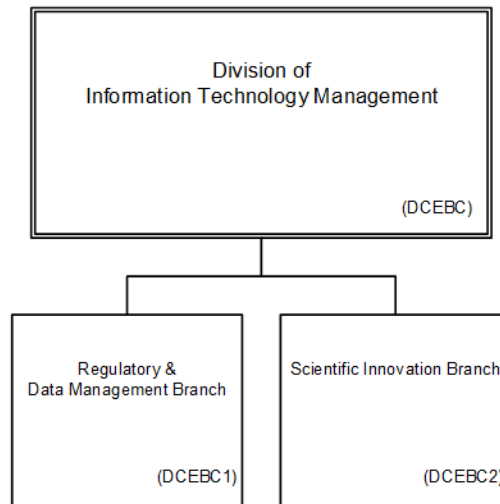 Division of
Information Technology Management
(DCEBC)
Regulatory &
Data Management Branch
(DCEBC1)
Scientific Innovation Branch
(DCEBC2)